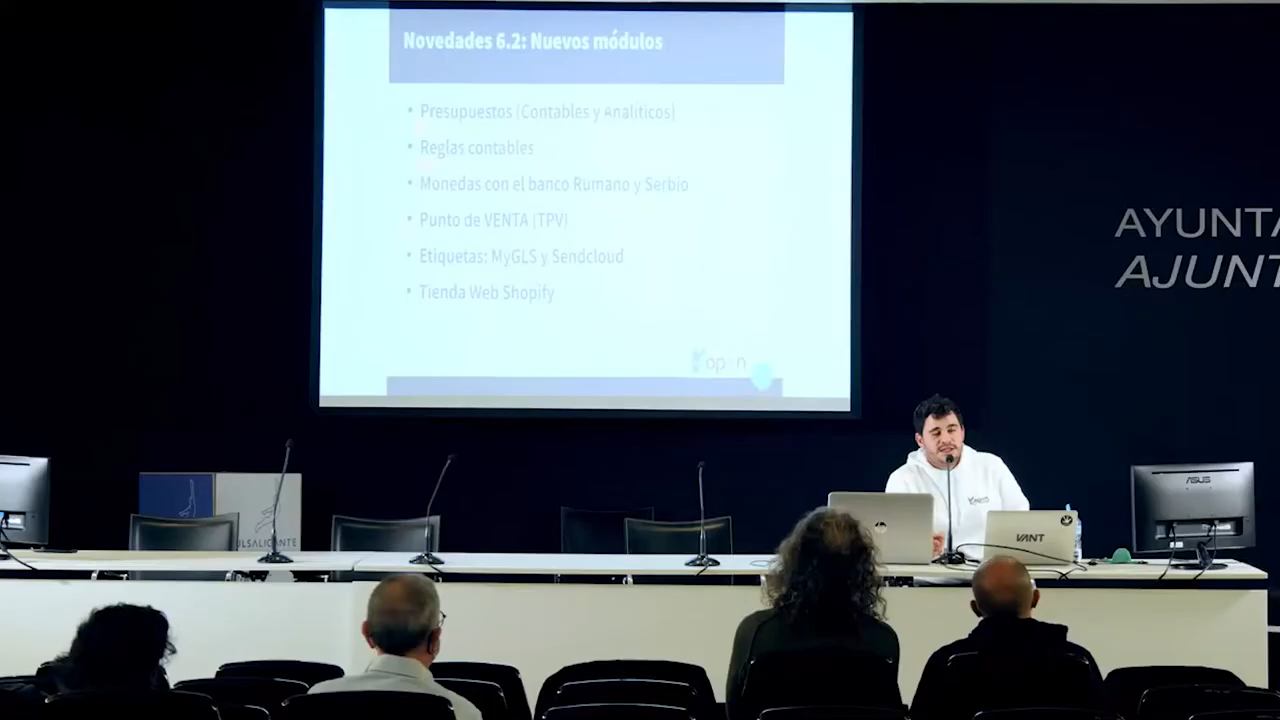 Novedades 6.2: Nuevos módulos
• Presupuestos (Contables y Analíticos)
• Reglas contables
• Monedas con el banco Rumano y Serbio
• Punto de VENTA (TPV)
• Etiquetas: MyGLS y Sendcloud
• Tienda Web Shopify
AYUNTA
AJUNT
ASUS
VANT
ULSALICANTE